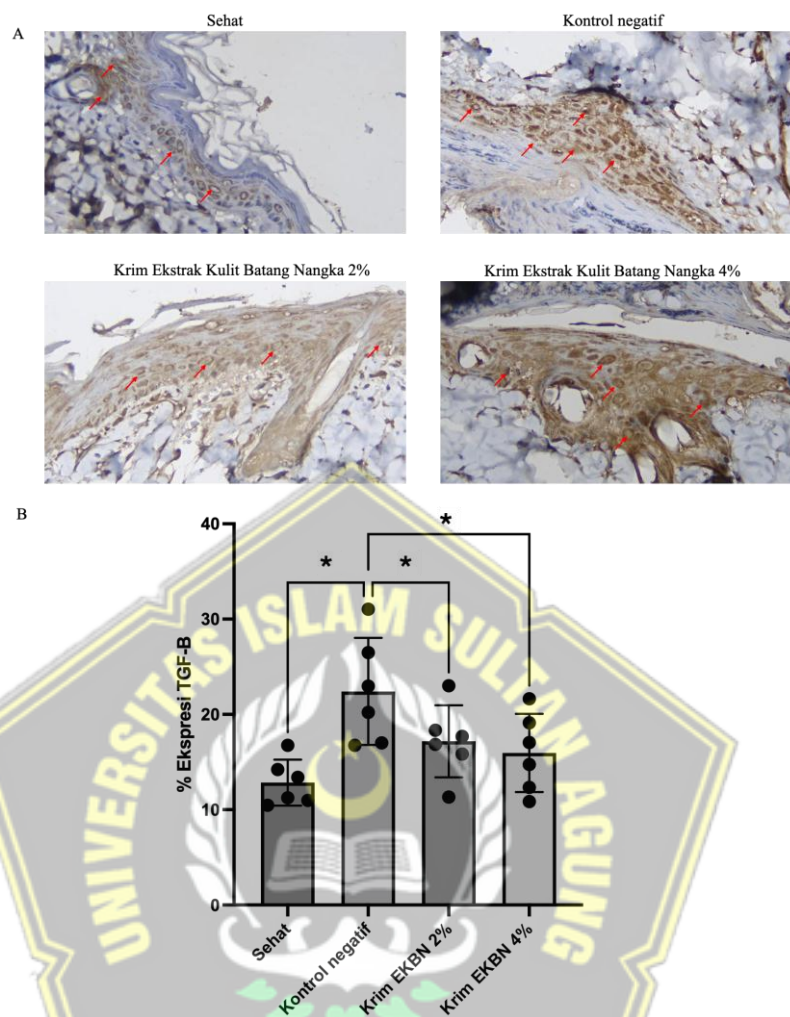 A
Sehat
Kontrol negatif
Krim Ekstrak Kulit Batang Nangka 2%
Krim Ekstrak Kulit Batang Nangka 4%
B
% Ekspresi TGF-B
40
30
20
10
0
*
*
*
Sehat
Kontrol negatif
Krim EKBN 2%
Krim EKBN 4%
UNIVERSITAS ISLAM SULTAN AGUNG